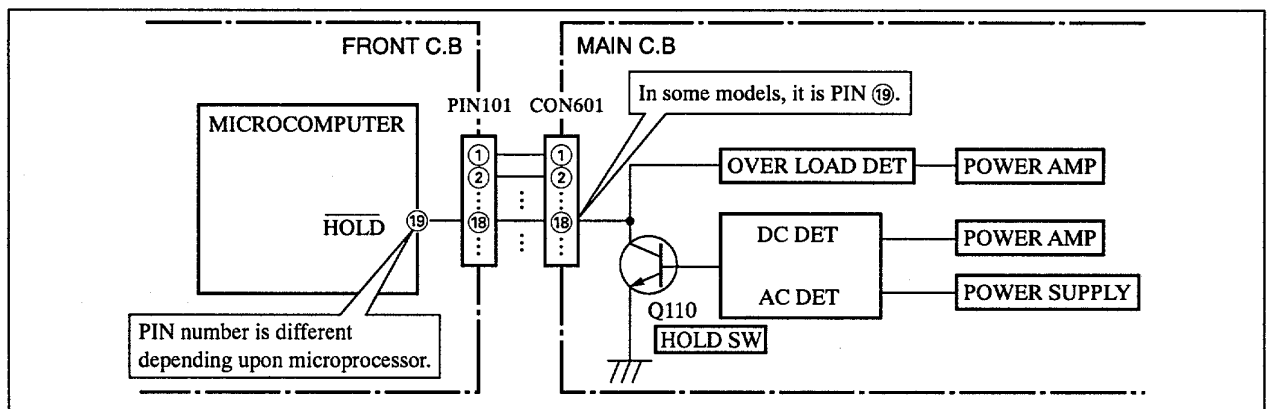 FRONT C.B
MAIN C.B
PIN101
CON601
In some models, it is PIN ⑲.
MICROCOMPUTER
① ①
② ②
HOLD ⑲
⑱ ⑱
OVER LOAD DET
POWER AMP
DC DET
POWER AMP
AC DET
POWER SUPPLY
Q110
HOLD SW
PIN number is different
depending upon microprocessor.